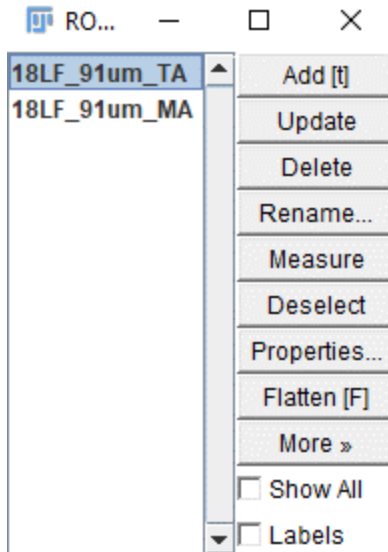 RO...
18LF_91um_TA
18LF_91um_MA
Add [t]
Update
Delete
Rename...
Measure
Deselect
Properties...
Flatten [F]
More »
Show All
Labels